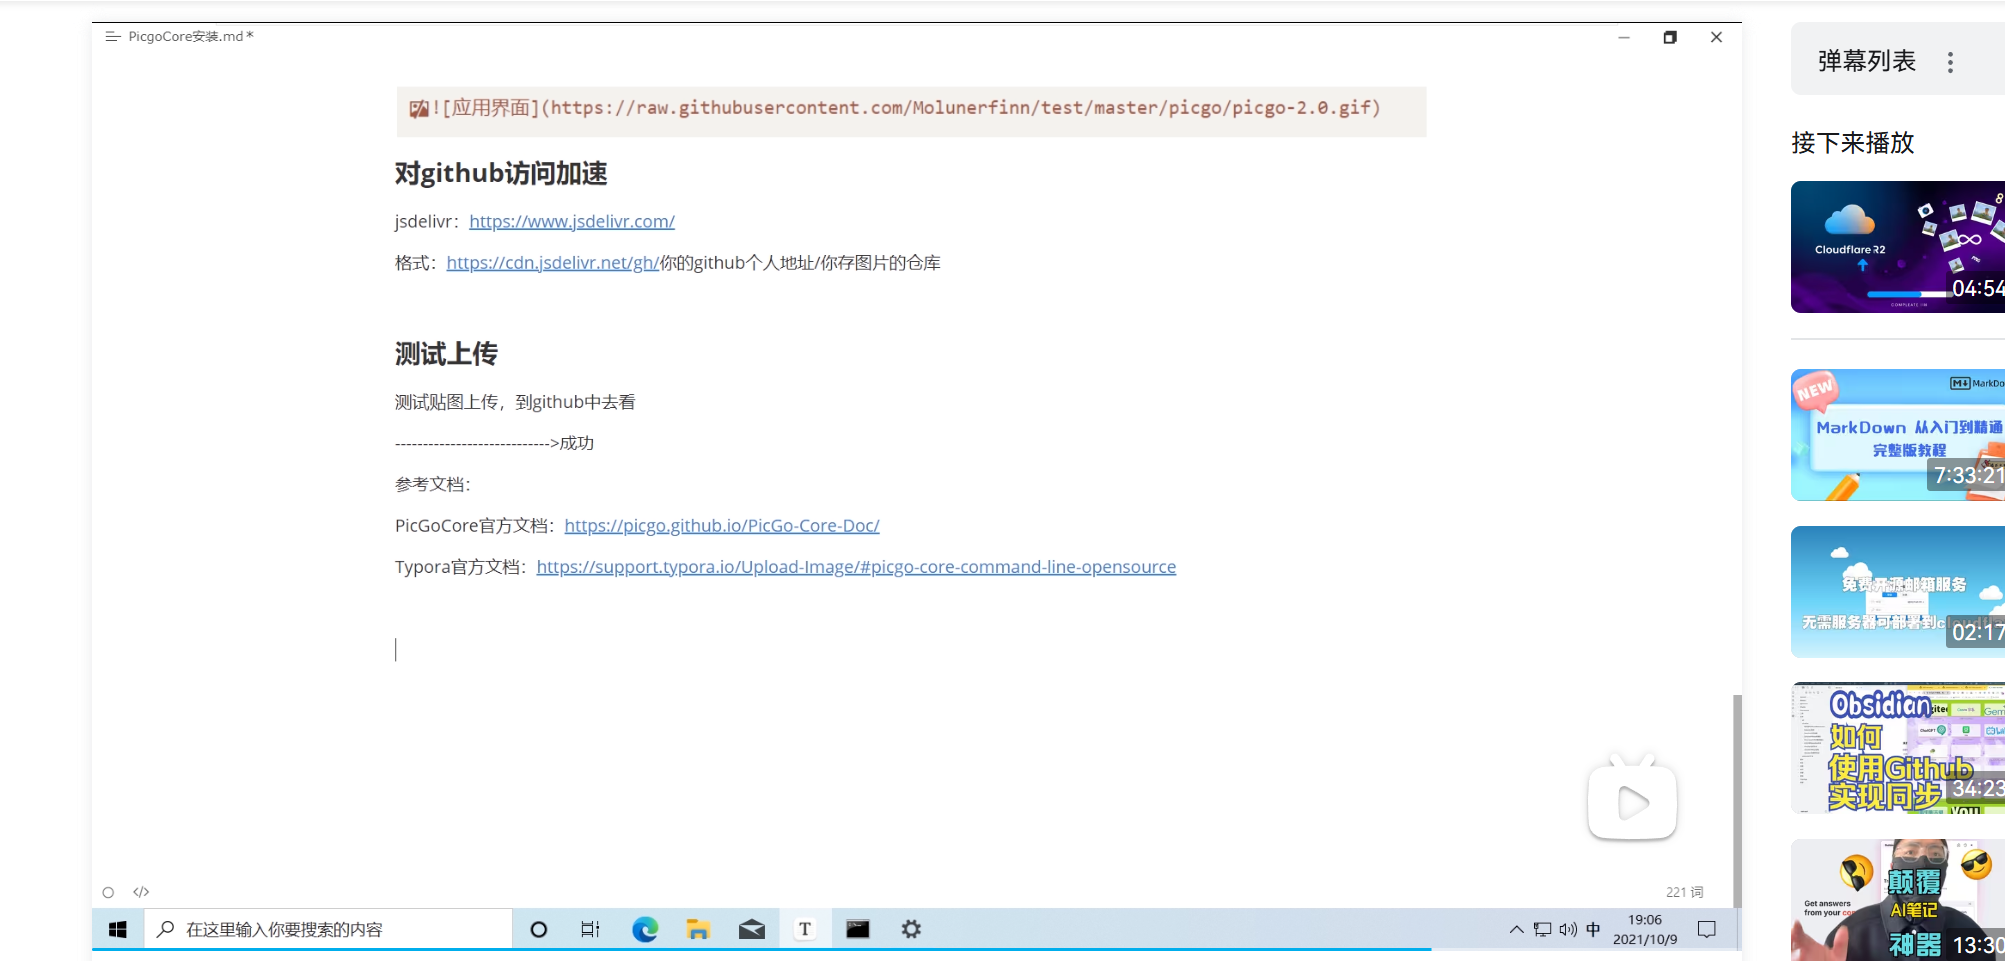 PicgoCore安装.md *
![应用界面](https://raw.githubusercontent.com/Molunerfinn/test/master/picgo/picgo-2.0.gif)
对github访问加速
jsdelivr：https://www.jsdelivr.com/
格式：https://cdn.jsdelivr.net/gh/你的github个人地址/你存图片的仓库
测试上传
测试贴图上传，到github中去看
---------------------------->成功
参考文档：
PicGoCore官方文档：https://picgo.github.io/PicGo-Core-Doc/
Typora官方文档：https://support.typora.io/Upload-Image/#picgo-core-command-line-opensource
221 词
在这里输入你要搜索的内容
中
19:06
2021/10/9
弹幕列表
接下来播放
Cloudflare R2
04:54
NEW
MarkDo
MarkDown 从入门到精通
完整版教程
7:33:21
免费开源邮箱服务
无需服务器可部署到c
02:17
Obsidian
如何
使用Github
实现同步
34:23
颠覆
Get answers
from your
AI笔记
神器
13:30